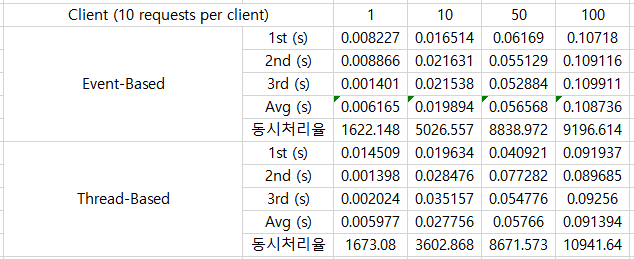 Client (10 requests per client) 1 10 50 100
1st (s) 0.008227 0.016514 0.06169 0.10718
2nd (s) 0.008866 0.021631 0.055129 0.109116
Event-Based 3rd (s) 0.001401 0.021538 0.052884 0.109911
Avg (s) 0.006165 0.019894 0.056568 0.108736
동시처리율 1622.148 5026.557 8838.972 9196.614
1st (s) 0.014509 0.019634 0.040921 0.091937
2nd (s) 0.001398 0.028476 0.077282 0.089685
Thread-Based 3rd (s) 0.002024 0.035157 0.054776 0.09256
Avg (s) 0.005977 0.027756 0.05766 0.091394
동시처리율 1673.08 3602.868 8671.573 10941.64